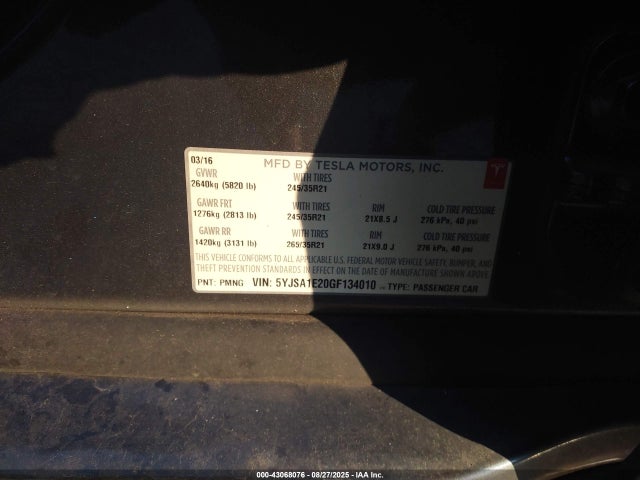 03/16 MFD BY TESLA MOTORS, INC.
GVWR WITH TIRES
2640kg (5820 lb) 245/35R21
GAWR FRT WITH TIRES RIM COLD TIRE PRESSURE
1276kg (2813 lb) 245/35R21 21X8.5 J 276 kPa, 40 psi
GAWR RR WITH TIRES RIM COLD TIRE PRESSURE
1420kg (3131 lb) 265/35R21 21X9.0 J 276 kPa, 40 psi
THIS VEHICLE CONFORMS TO ALL APPLICABLE U.S. FEDERAL MOTOR VEHICLE SAFETY, BUMPER, AND
THEFT PREVENTION STANDARDS IN EFFECT ON THE DATE OF MANUFACTURE SHOWN ABOVE.
PNT: PMNG VIN: 5YJSA1E20GF134010 TYPE: PASSENGER CAR
000-43068076 - 08/27/2025 - IAA Inc.